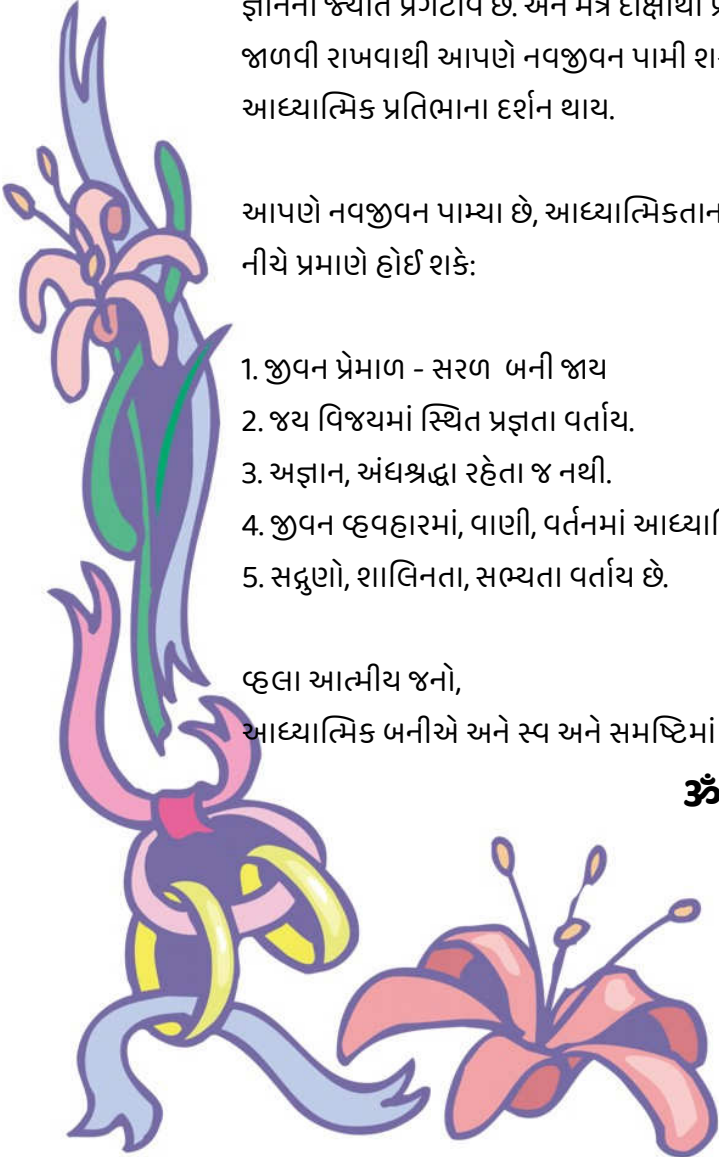 જ્ઞાનની જ્યોત પ્રગટાવે છે. અને મંત્ર દીક્ષાથી
જાળવી રાખવાથી આપણે નવજીવન પામી
આધ્યાત્મિક પ્રતિભાના દર્શન થાય.
આપણે નવજીવન પામ્યા છે,
નીચે પ્રમાણે હોઈ શકે:
1. જીવન પ્રેમાળ - સરળ બની જાય
2. જય વિજયમાં સ્થિત પ્રજ્ઞતા વર્તાય.
3. અજ્ઞાન, અંધશ્રદ્ધા રહેતા જ નથી.
4. જીવન વ્હવહારમાં, વાણી, વર્તનમાં
5. સદ્ગુણો, શાલિનતા, સભ્યતા વર્તાય છે.
વ્હલા આત્મીય જનો,
આધ્યાત્મિક બનીએ અને સ્વ અને સમષ્ટિમાં
ૐ